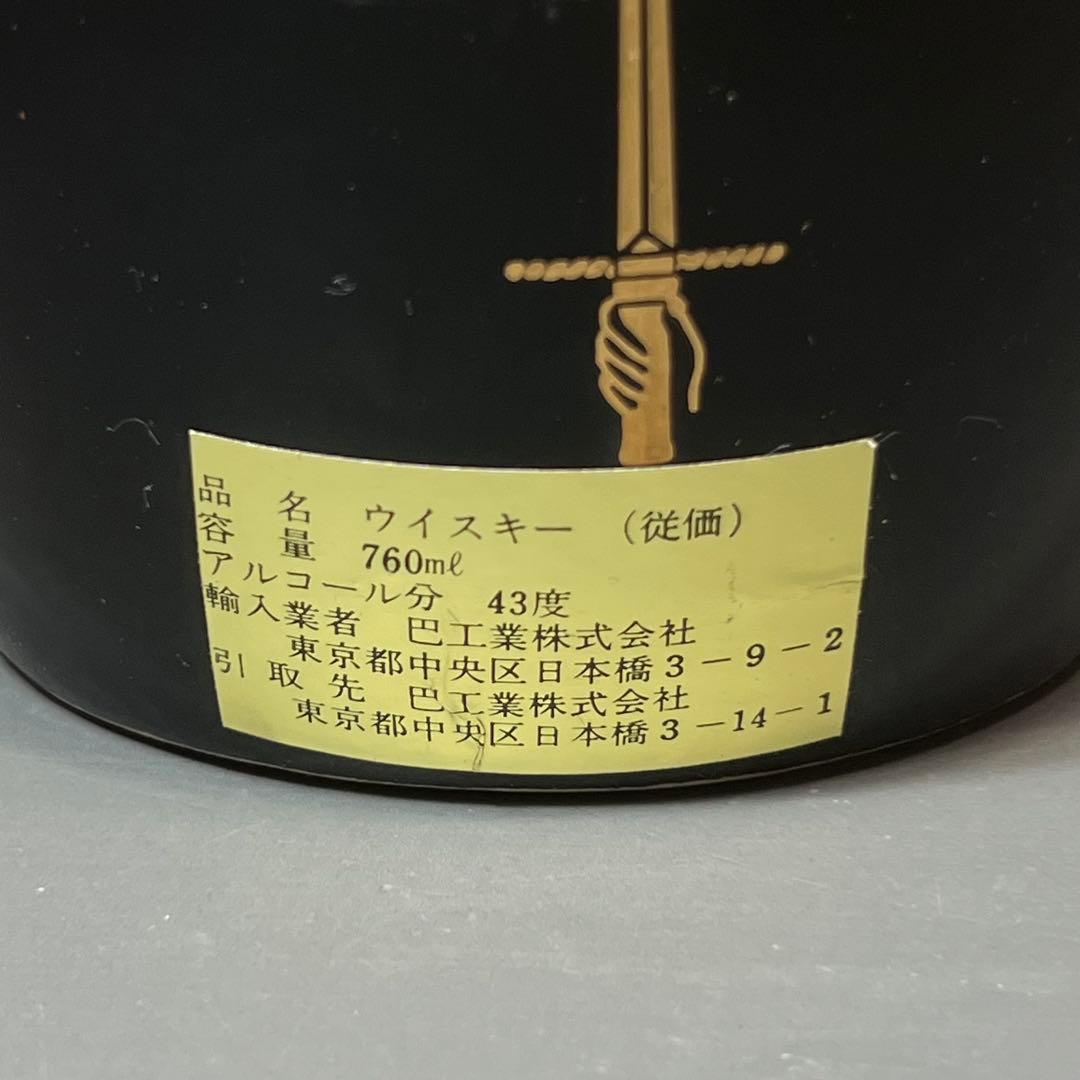 品名 ウイスキー (従価)
容量 760mℓ
アルコール分 43度
輸入業者 巴工業株式会社
東京都中央区日本橋3-9-2
引取先 巴工業株式会社
東京都中央区日本橋3-14-1